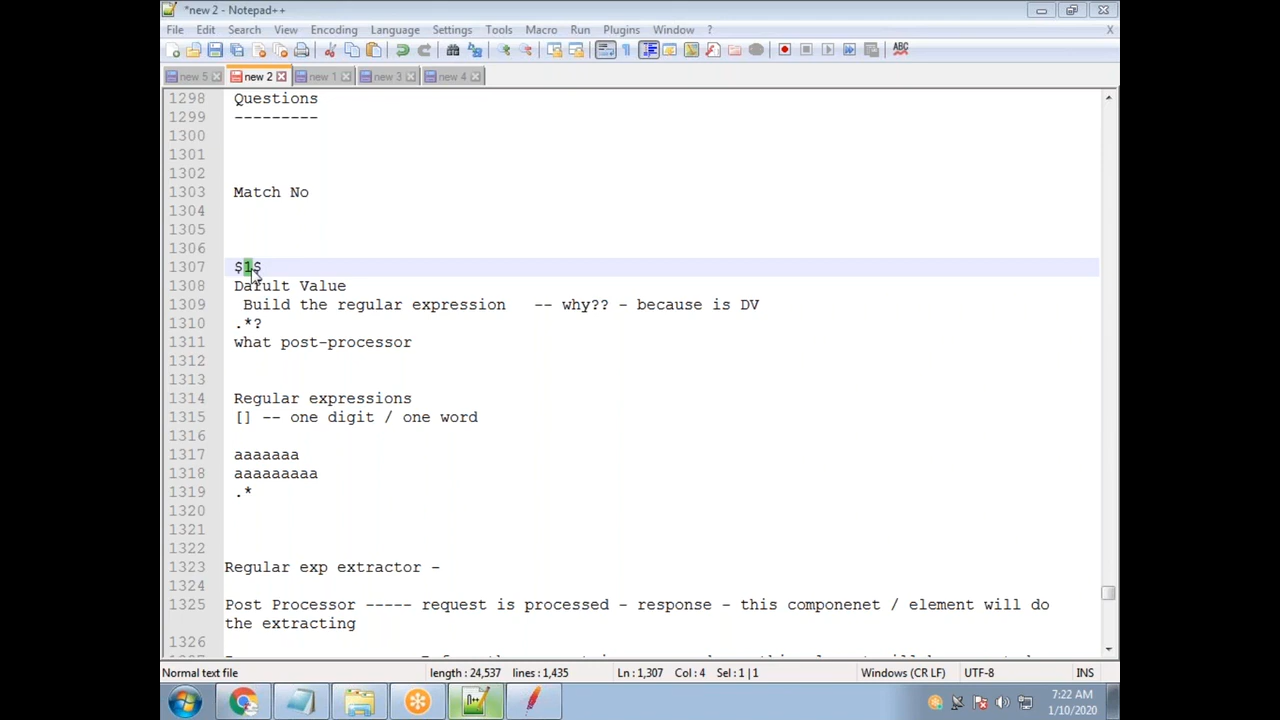 *new 2 - Notepad++
File Edit Search View Encoding Language Settings Tools Macro Run Plugins Window ? X
new 5 new 2 new 1 new 3 new 4
1298 Questions
1299 ---------
1300
1301
1302
1303 Match No
1304
1305
1306
1307 $1$
1308 Dafult Value
1309 Build the regular expression -- why?? - because is DV
1310 .*?
1311 what post-processor
1312
1313
1314 Regular expressions
1315 [] -- one digit / one word
1316
1317 aaaaaaa
1318 aaaaaaaaa
1319 .*
1320
1321
1322
1323 Regular exp extractor -
1324
1325 Post Processor ----- request is processed - response - this componenet / element will do
the extracting
1326
Normal text file length : 24,537 lines : 1,435 Ln : 1,307 Col : 4 Sel : 1 | 1 Windows (CR LF) UTF-8 INS
7:22 AM
1/10/2020